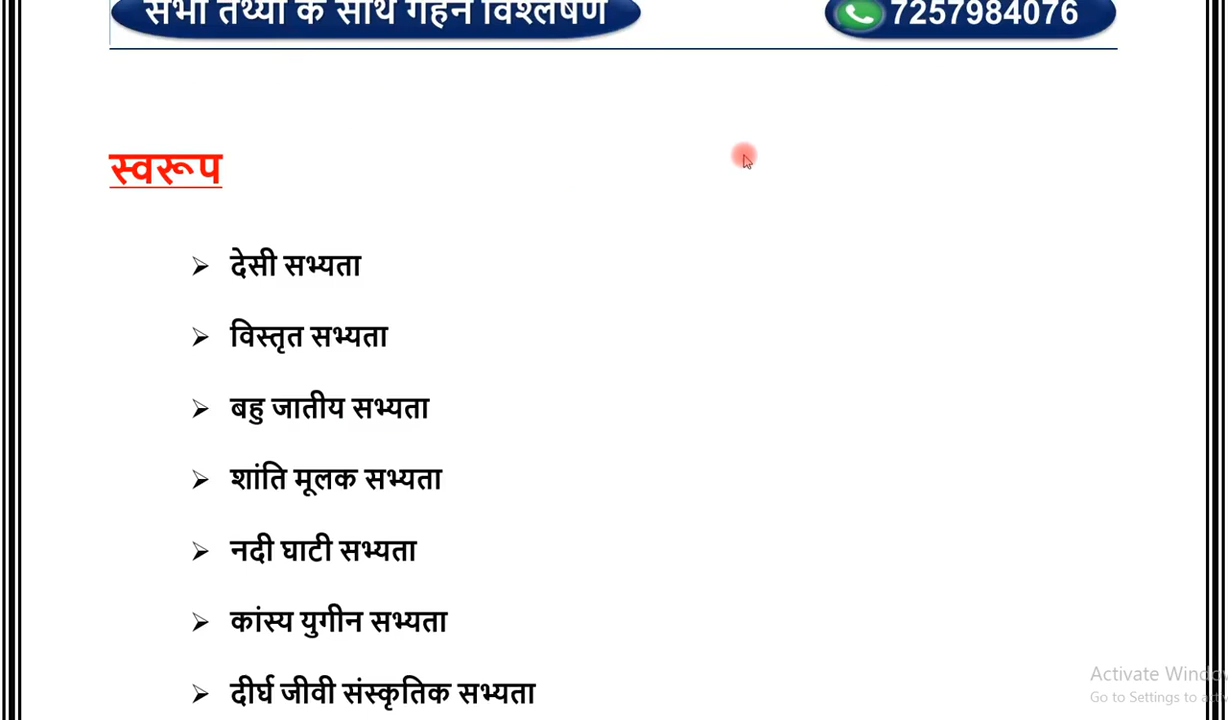 सभी तथ्यों के साथ गहन विश्लेषण
7257984076
स्वरूप
➢ देसी सभ्यता
➢ विस्तृत सभ्यता
➢ बहु जातीय सभ्यता
➢ शांति मूलक सभ्यता
➢ नदी घाटी सभ्यता
➢ कांस्य युगीन सभ्यता
➢ दीर्घ जीवी संस्कृतिक सभ्यता
Activate Windo
Go to Settings to a